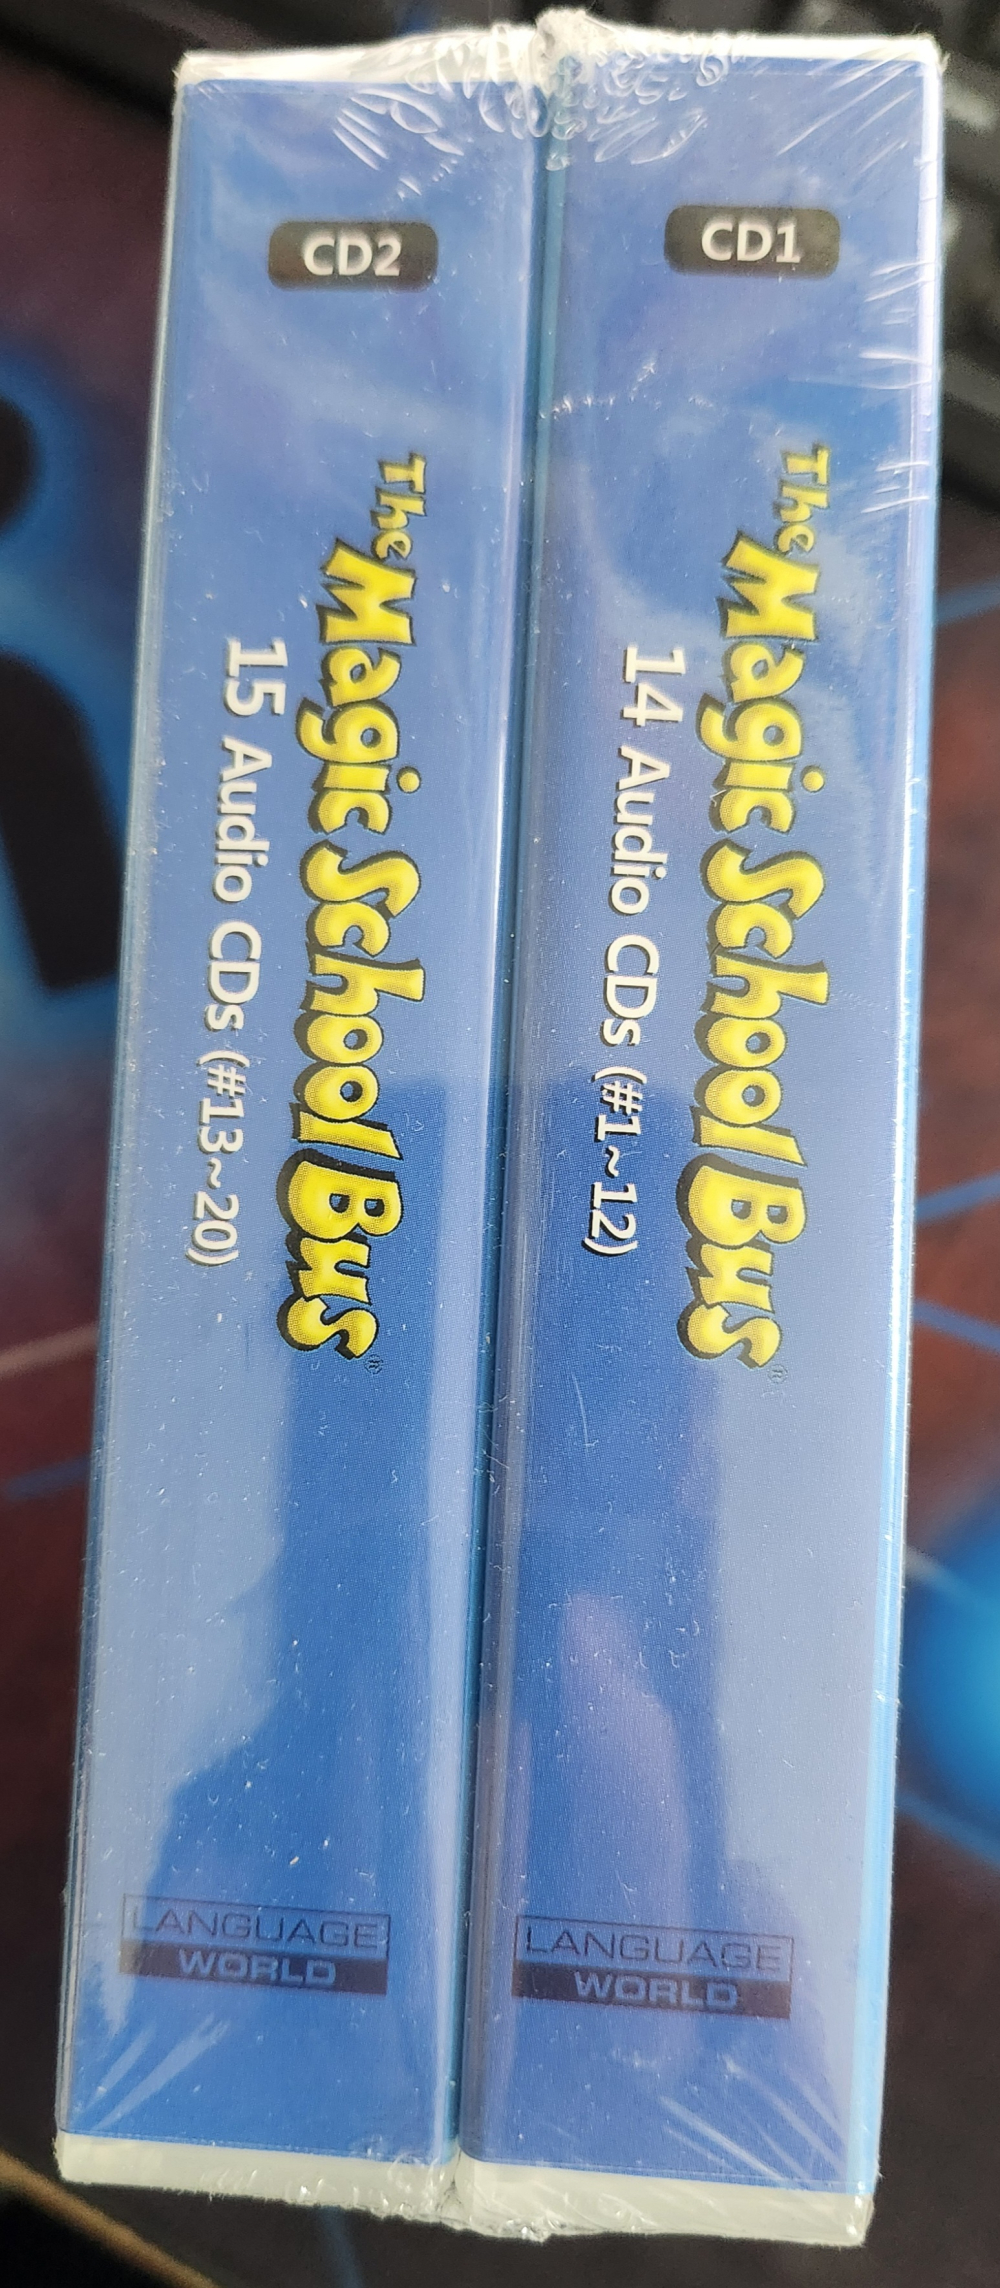 CD2
The Magic School Bus®
15 Audio CDs (#13~20)
LANGUAGE
WORLD
CD1
The Magic School Bus®
14 Audio CDs (#1~12)
LANGUAGE
WORLD